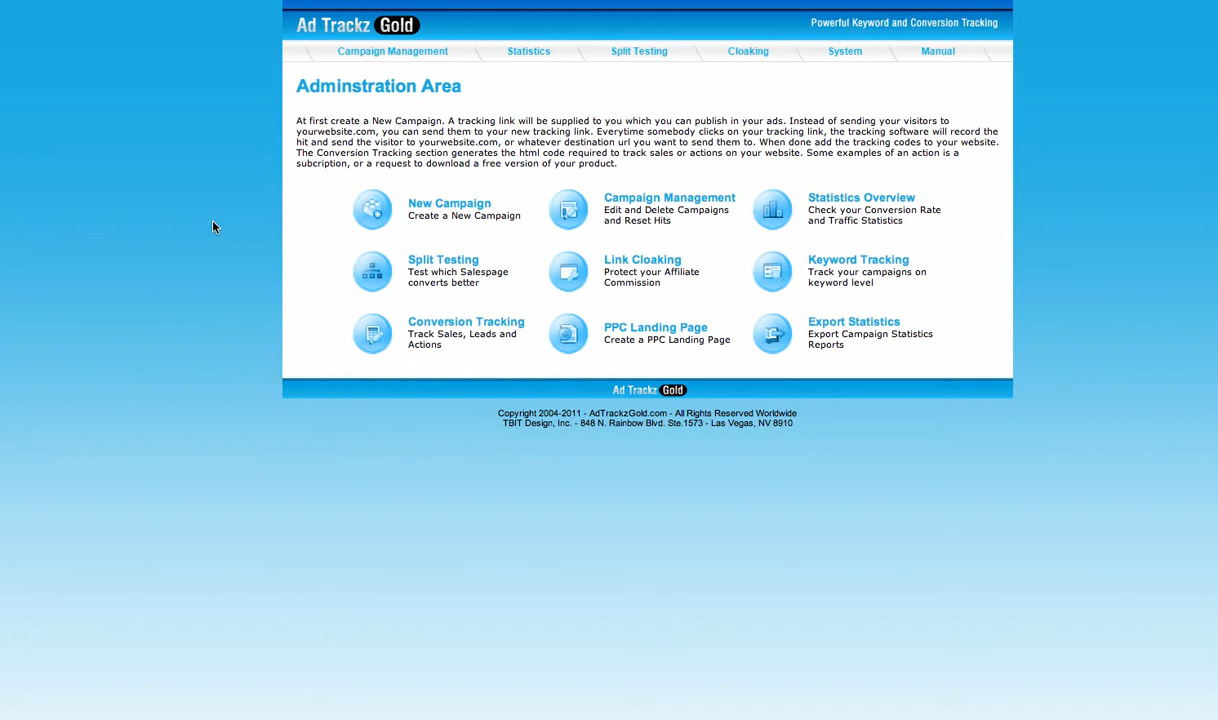 Ad Trackz Gold
Powerful Keyword and Conversion Tracking
Campaign Management
Statistics
Split Testing
Cloaking
System
Manual
Adminstration Area
At first create a New Campaign. A tracking link will be supplied to you which you can publish in your ads. Instead of sending your visitors to
yourwebsite.com, you can send them to your new tracking link. Everytime somebody clicks on your tracking link, the tracking software will record the
hit and send the visitor to yourwebsite.com, or whatever destination url you want to send them to. When done add the tracking codes to your website.
The Conversion Tracking section generates the html code required to track sales or actions on your website. Some examples of an action is a
subcription, or a request to download a free version of your product.
New Campaign
Create a New Campaign
Campaign Management
Edit and Delete Campaigns
and Reset Hits
Statistics Overview
Check your Conversion Rate
and Traffic Statistics
Split Testing
Test which Salespage
converts better
Link Cloaking
Protect your Affiliate
Commission
Keyword Tracking
Track your campaigns on
keyword level
Conversion Tracking
Track Sales, Leads and
Actions
PPC Landing Page
Create a PPC Landing Page
Export Statistics
Export Campaign Statistics
Reports
Ad Trackz Gold
Copyright 2004-2011 - AdTrackzGold.com - All Rights Reserved Worldwide
TBIT Design, Inc. - 848 N. Rainbow Blvd. Ste.1573 - Las Vegas, NV 8910